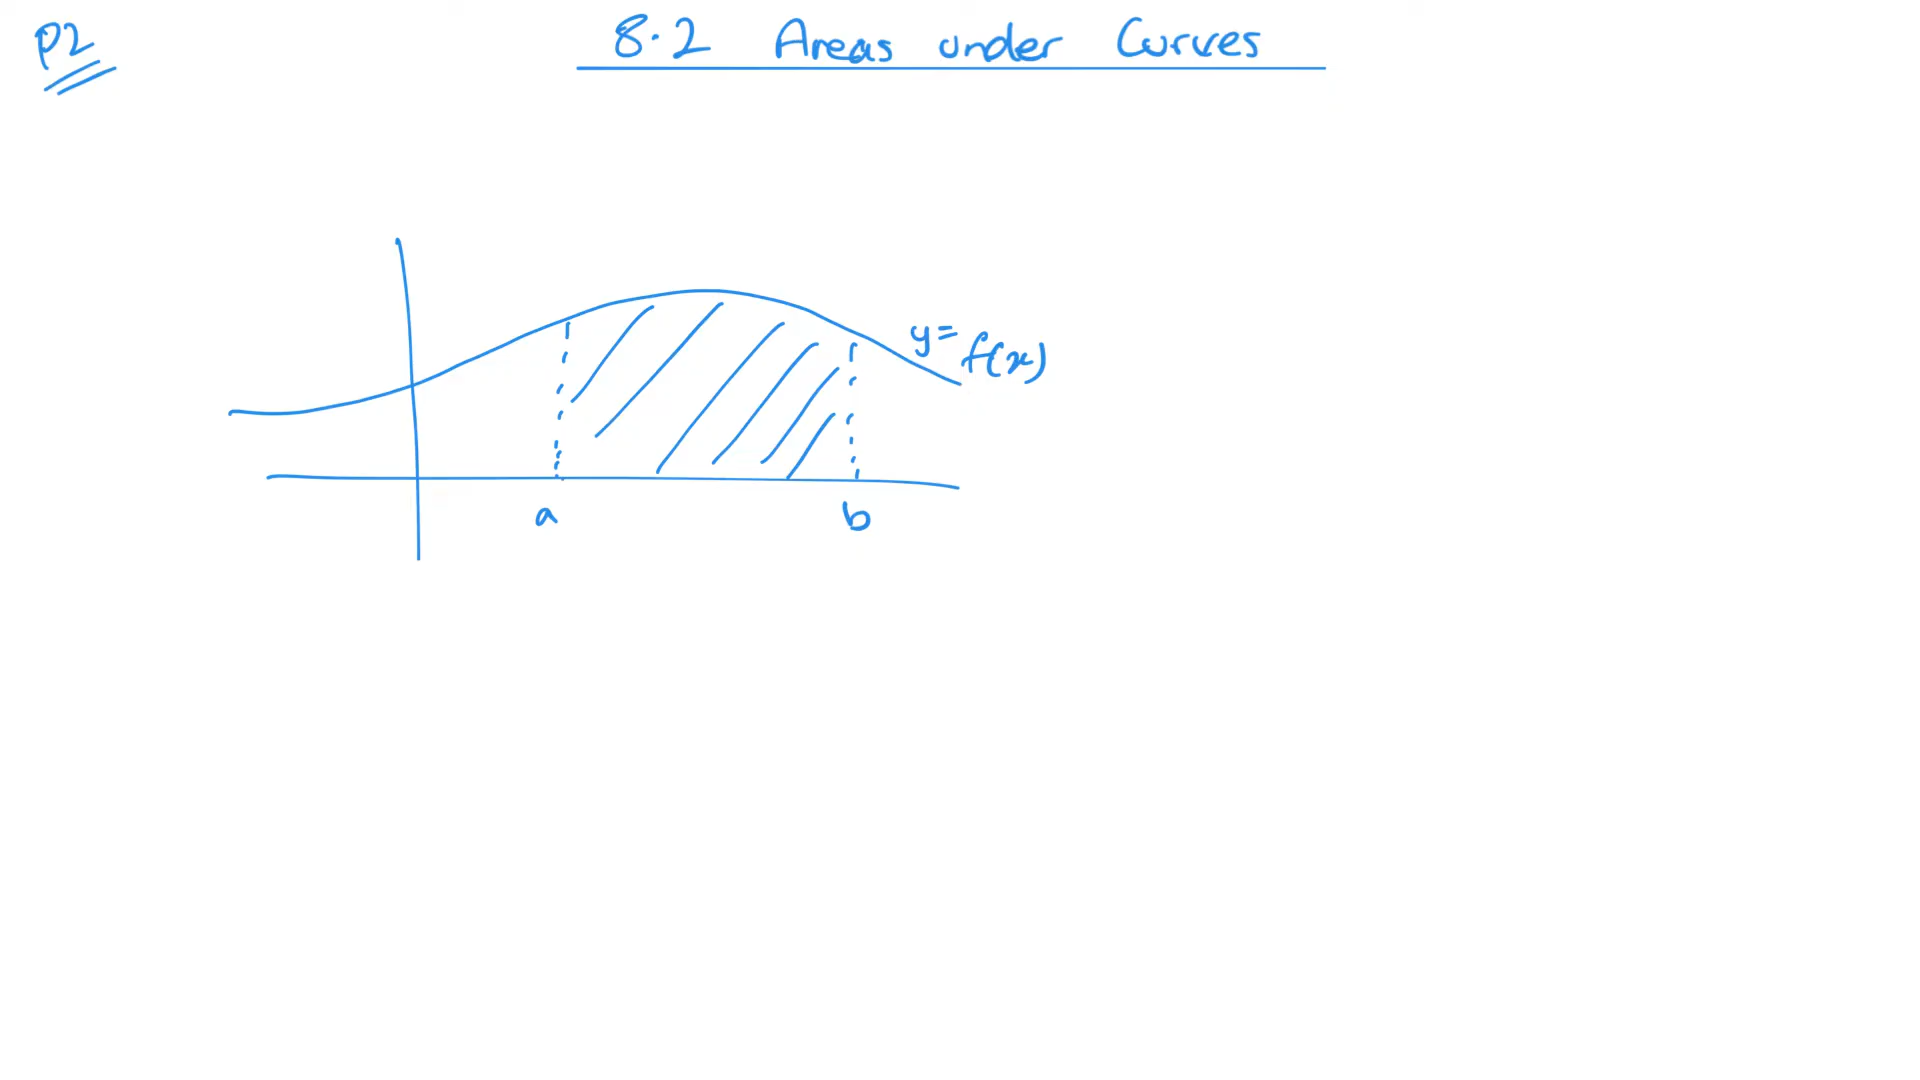 P2
8.2 Areas under Curves
y= f(x)
a
b